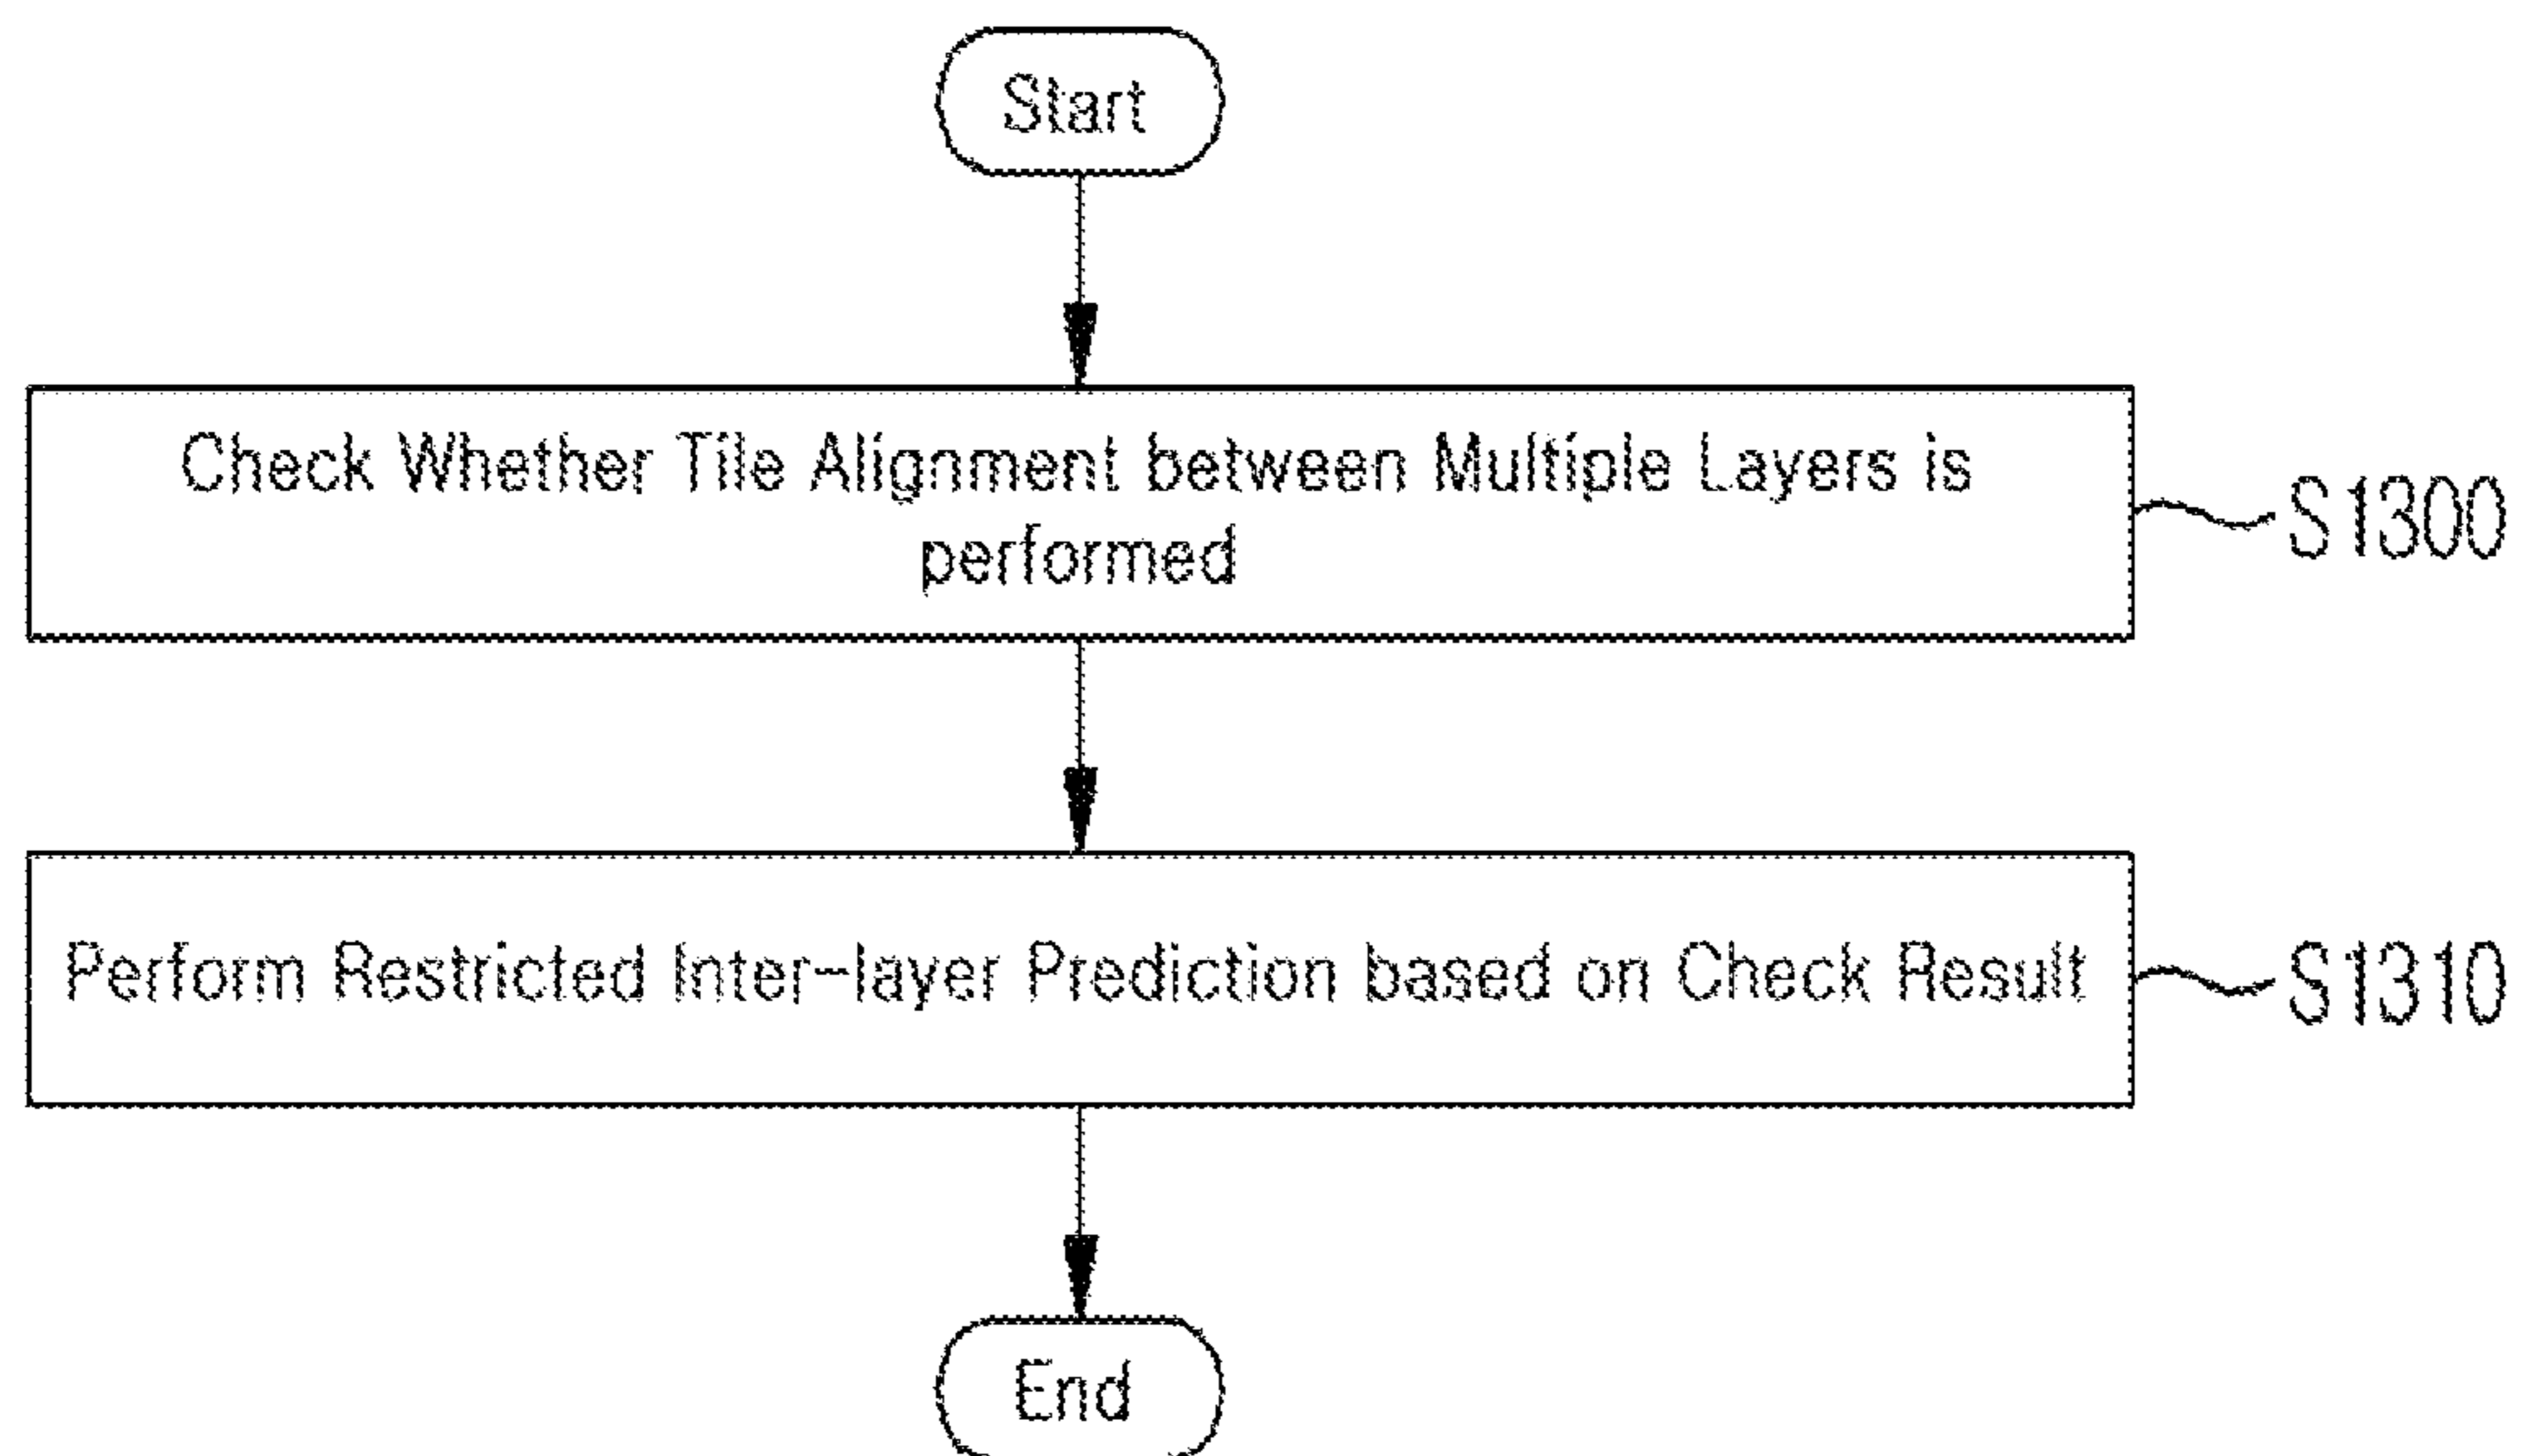 Start
Check Whether Tile Alignment between Multiple Layers is
performed
S1300
Perform Restricted Inter-layer Prediction based on Check Result
S1310
End